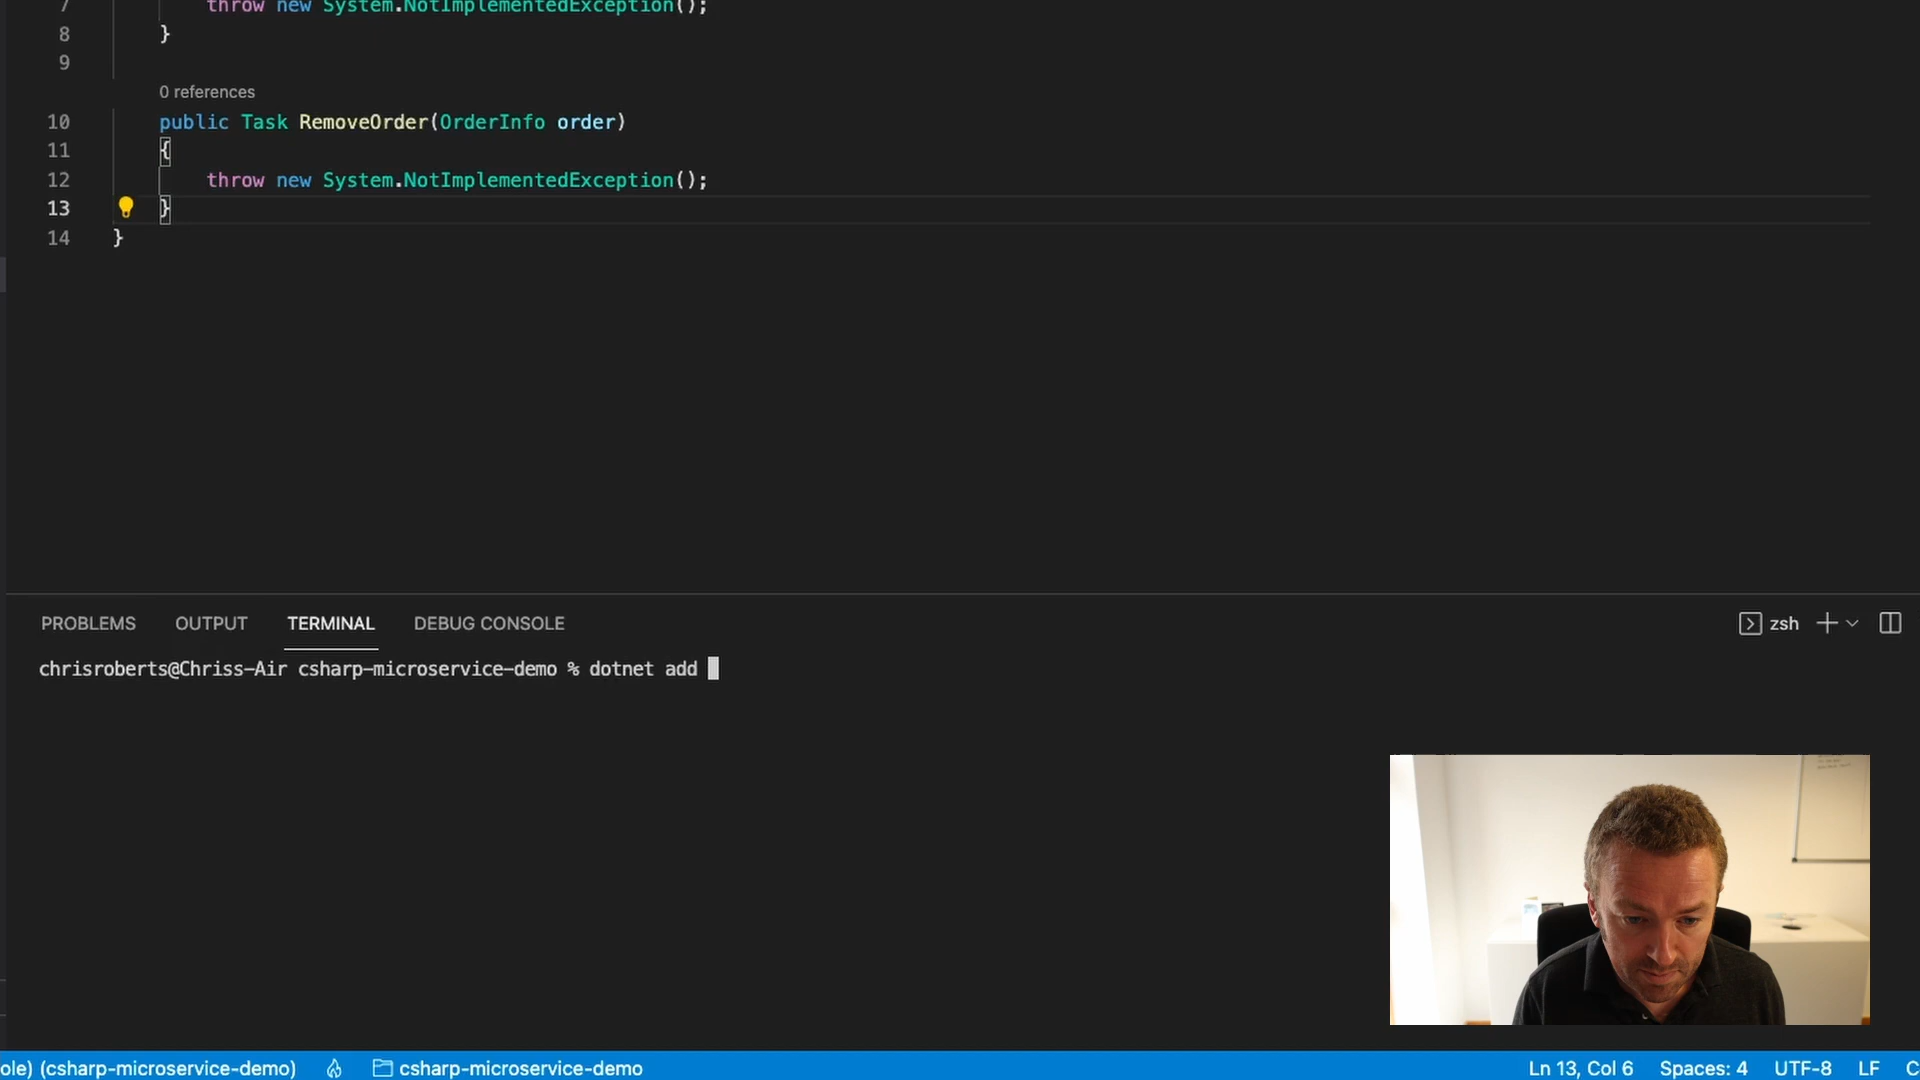 7 throw new System.NotImplementedException();
8 }
9
0 references
10 public Task RemoveOrder(OrderInfo order)
11 {
12 throw new System.NotImplementedException();
13 }
14 }
PROBLEMS OUTPUT TERMINAL DEBUG CONSOLE zsh
chrisroberts@Chriss-Air csharp-microservice-demo % dotnet add
ole) (csharp-microservice-demo) csharp-microservice-demo Ln 13, Col 6 Spaces: 4 UTF-8 LF C